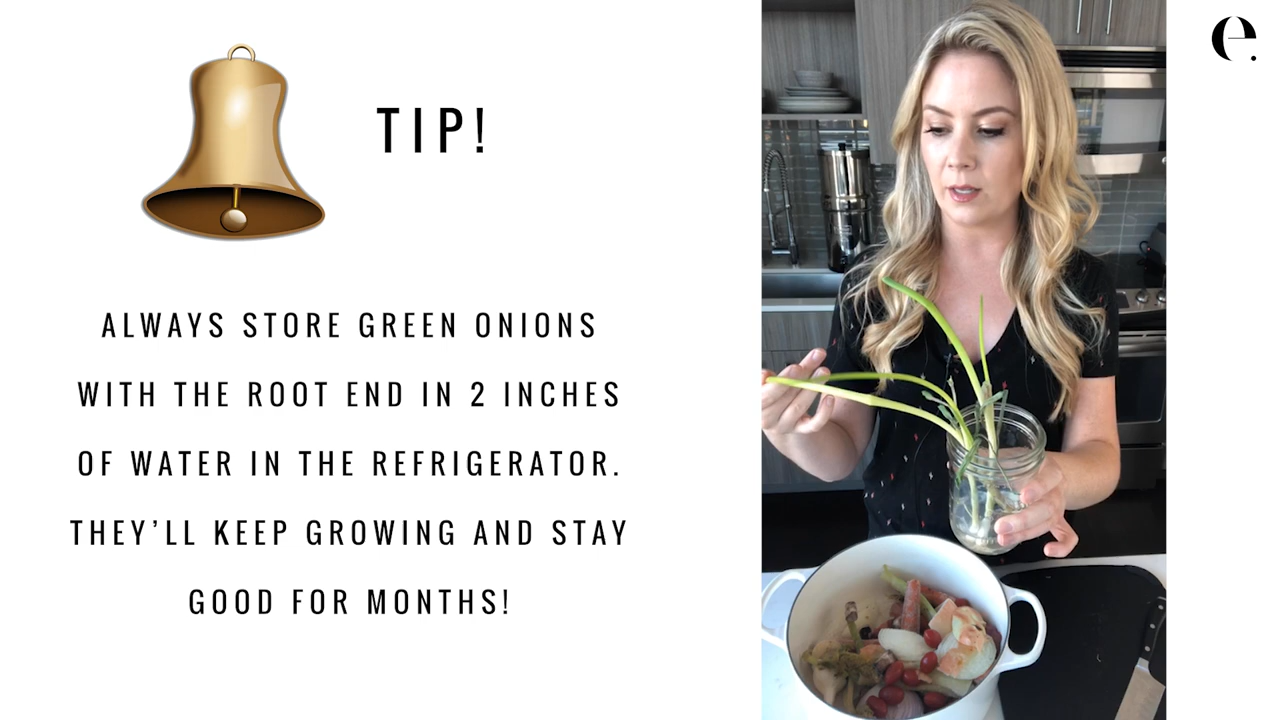 TIP!
e.
ALWAYS STORE GREEN ONIONS
WITH THE ROOT END IN 2 INCHES
OF WATER IN THE REFRIGERATOR.
THEY’LL KEEP GROWING AND STAY
GOOD FOR MONTHS!